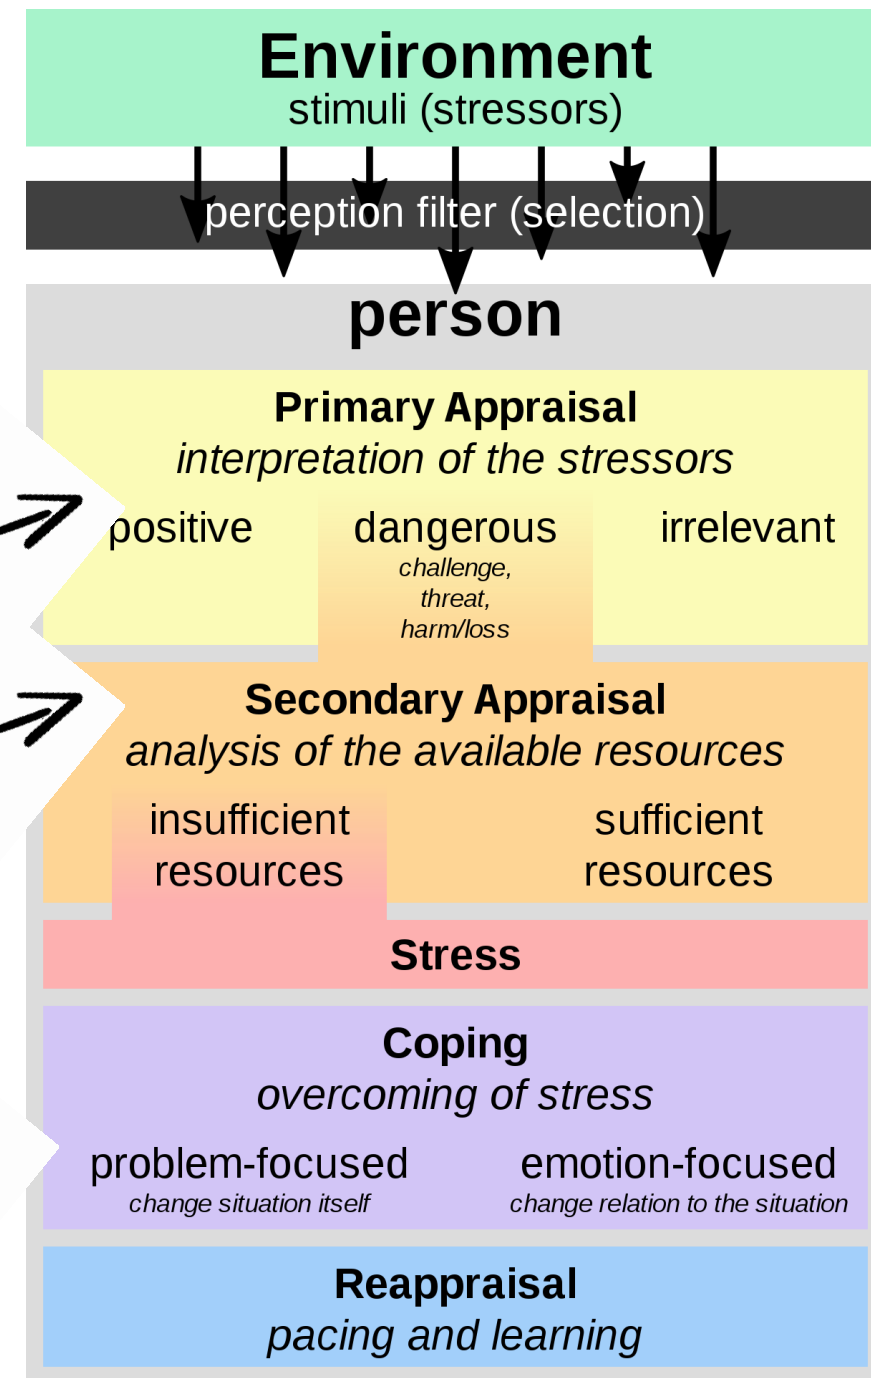 Environment
stimuli (stressors)
perception filter (selection)
person
Primary Appraisal
interpretation of the stressors
positive
dangerous
irrelevant
challenge,
threat,
harm/loss
Secondary Appraisal
analysis of the available resources
insufficient
resources
sufficient
resources
Stress
Coping
overcoming of stress
problem-focused
change situation itself
emotion-focused
change relation to the situation
Reappraisal
pacing and learning